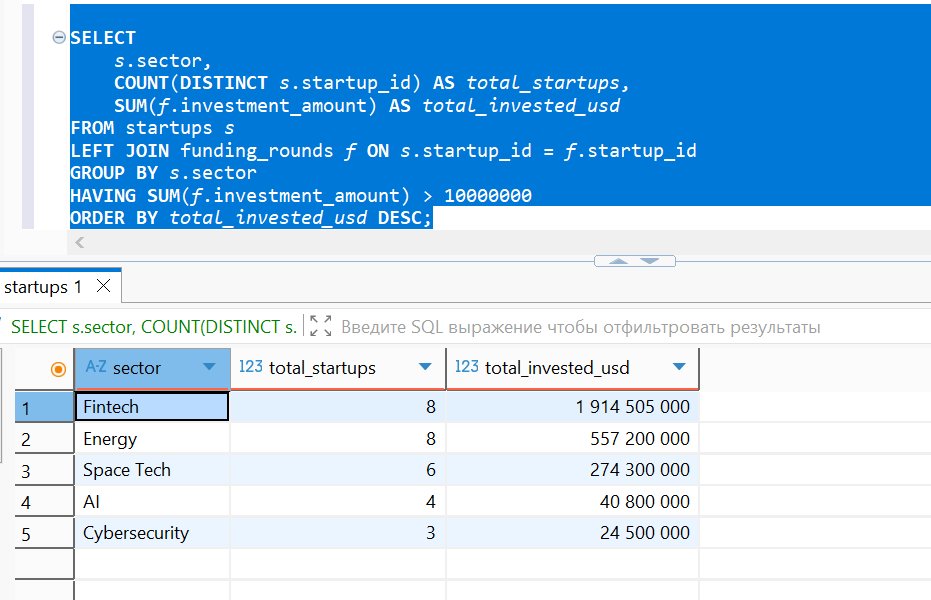 SELECT
s.sector,
COUNT(DISTINCT s.startup_id) AS total_startups,
SUM(f.investment_amount) AS total_invested_usd
FROM startups s
LEFT JOIN funding_rounds f ON s.startup_id = f.startup_id
GROUP BY s.sector
HAVING SUM(f.investment_amount) > 10000000
ORDER BY total_invested_usd DESC;
startups 1
SELECT s.sector, COUNT(DISTINCT s. Введите SQL выражение чтобы отфильтровать результаты
A-Z sector 123 total_startups 123 total_invested_usd
1 Fintech 8 1 914 505 000
2 Energy 8 557 200 000
3 Space Tech 6 274 300 000
4 AI 4 40 800 000
5 Cybersecurity 3 24 500 000